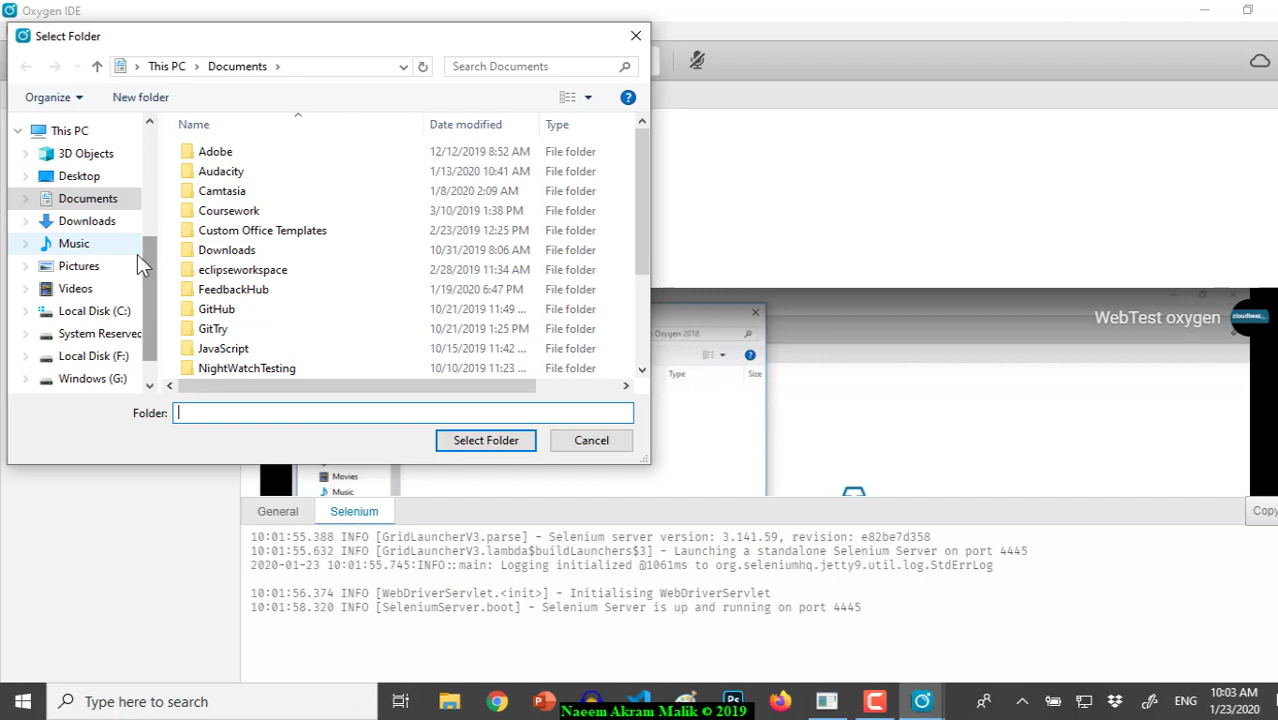 Oxygen IDE
Select Folder
This PC > Documents >
Search Documents
Organize
New folder
This PC
3D Objects
Desktop
Documents
Downloads
Music
Pictures
Videos
Local Disk (C:)
System Reserved
Local Disk (F:)
Windows (G:)
Name Date modified Type
Adobe 12/12/2019 8:52 AM File folder
Audacity 1/13/2020 10:41 AM File folder
Camtasia 1/8/2020 2:09 AM File folder
Coursework 3/10/2019 1:38 PM File folder
Custom Office Templates 2/23/2019 12:25 PM File folder
Downloads 10/31/2019 8:06 AM File folder
eclipseworkspace 2/28/2019 11:34 AM File folder
FeedbackHub 1/19/2020 6:47 PM File folder
GitHub 10/21/2019 11:49 ... File folder
GitTry 10/21/2019 1:25 PM File folder
JavaScript 10/15/2019 11:42 ... File folder
NightWatchTesting 10/10/2019 11:23 ... File folder
Folder:
Select Folder
Cancel
WebTest oxygen
cloudbeat
Oxygen 2018
Type Size
Movies
Music
General
Selenium
Copy
10:01:55.388 INFO [GridLauncherV3.parse] - Selenium server version: 3.141.59, revision: e82be7d358
10:01:55.632 INFO [GridLauncherV3.lambda$buildLaunchers$3] - Launching a standalone Selenium Server on port 4445
2020-01-23 10:01:55.745:INFO::main: Logging initialized @1061ms to org.seleniumhq.jetty9.util.log.StdErrLog
10:01:56.374 INFO [WebDriverServlet.<init>] - Initialising WebDriverServlet
10:01:58.320 INFO [SeleniumServer.boot] - Selenium Server is up and running on port 4445
Type here to search
Naeem Akram Malik © 2019
ENG
10:03 AM
1/23/2020